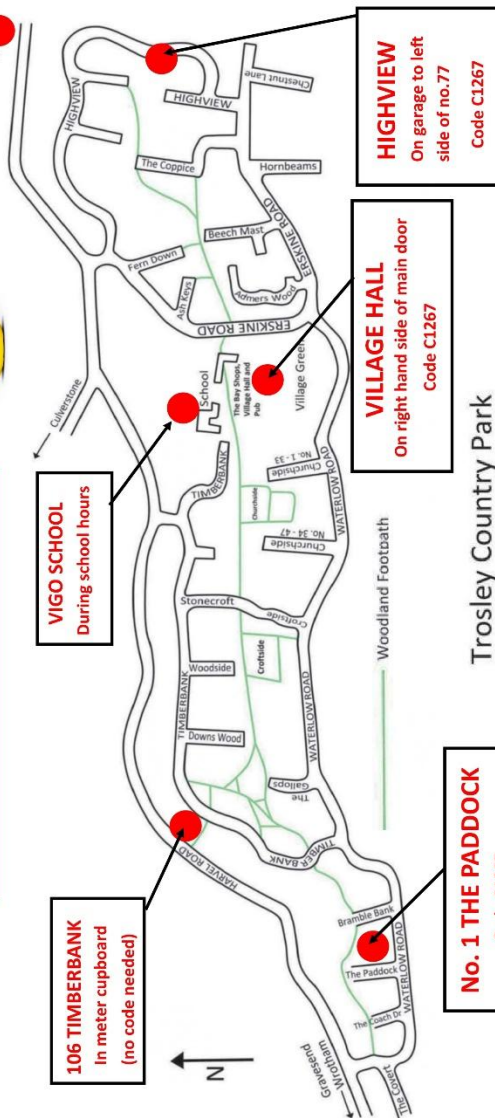 HIGHVIEW
On garage to left
side of no.77
Code C1267
VILLAGE HALL
On right hand side of main door
Code C1267
VIGO SCHOOL
During school hours
106 TIMBERBANK
In meter cupboard
(no code needed)
No. 1 THE PADDOCK
N
Gravesend
Wrotham
Culverstone
HARVEL ROAD
TIMBERBANK
TIMBERBANK
TIMBER BANK
Downs Wood
Woodside
Stonecroft
Croftside
Croftside
The
Gallops
Bramble Bank
The Paddock
The Coach Dr
The Covert
WATERLOW ROAD
WATERLOW ROAD
WATERLOW ROAD
Churchside
No. 34 - 47
Churchside
No. 1 - 33
Churchside
School
The Bay Shops,
Village Hall and
Pub
Village Green
ERSKINE ROAD
ERSKINE ROAD
Ash Keys
Fern Down
Admers Wood
Beech Mast
The Coppice
Hornbeams
HIGHVIEW
HIGHVIEW
Chestnut Lane
Woodland Footpath
Trosley Country Park